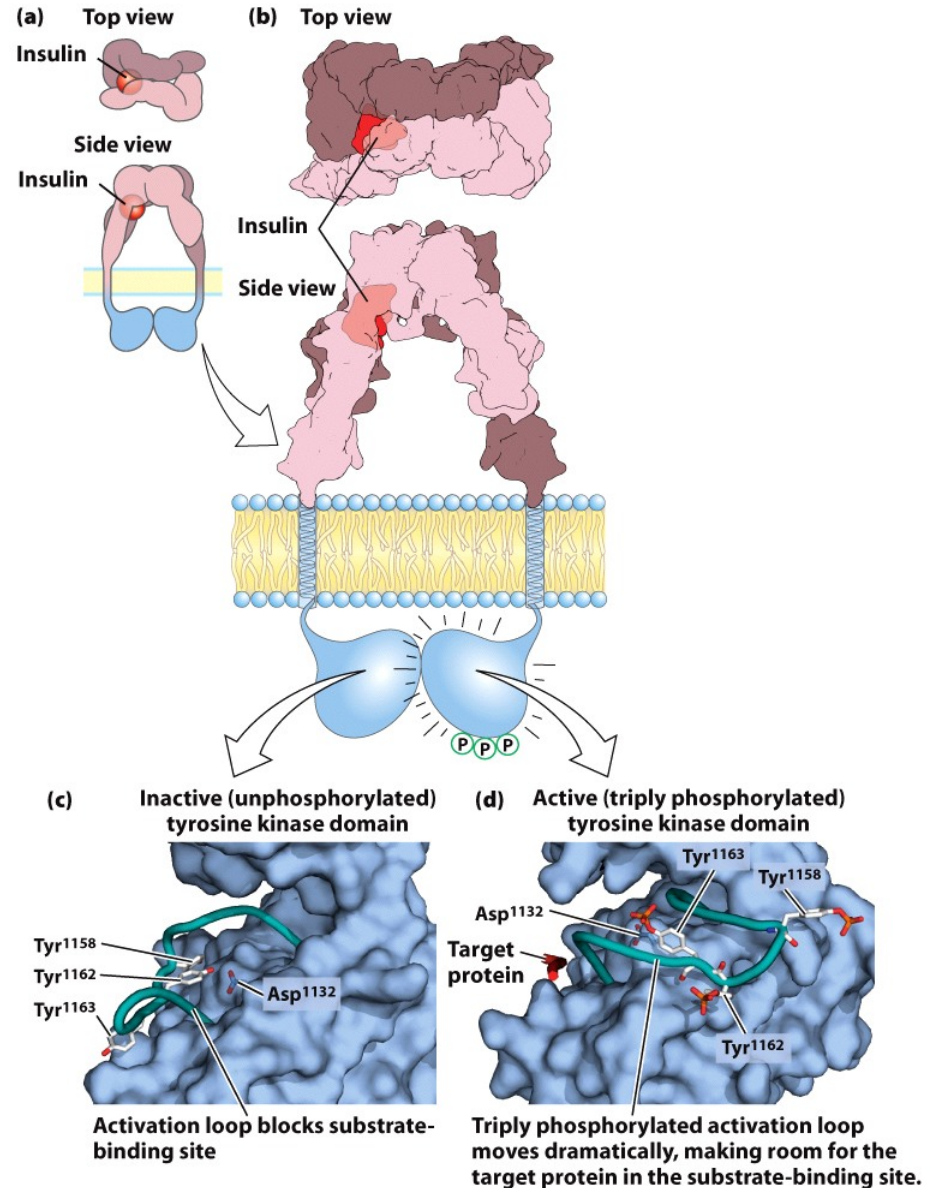 (a) Top view
Insulin
Side view
Insulin
(b) Top view
Insulin
Side view
P P P
(c) Inactive (unphosphorylated)
tyrosine kinase domain
Tyr1158
Tyr1162
Tyr1163
Asp1132
Activation loop blocks substrate-
binding site
(d) Active (triply phosphorylated)
tyrosine kinase domain
Tyr1163
Tyr1158
Asp1132
Target
protein
Tyr1162
Triply phosphorylated activation loop
moves dramatically, making room for the
target protein in the substrate-binding site.